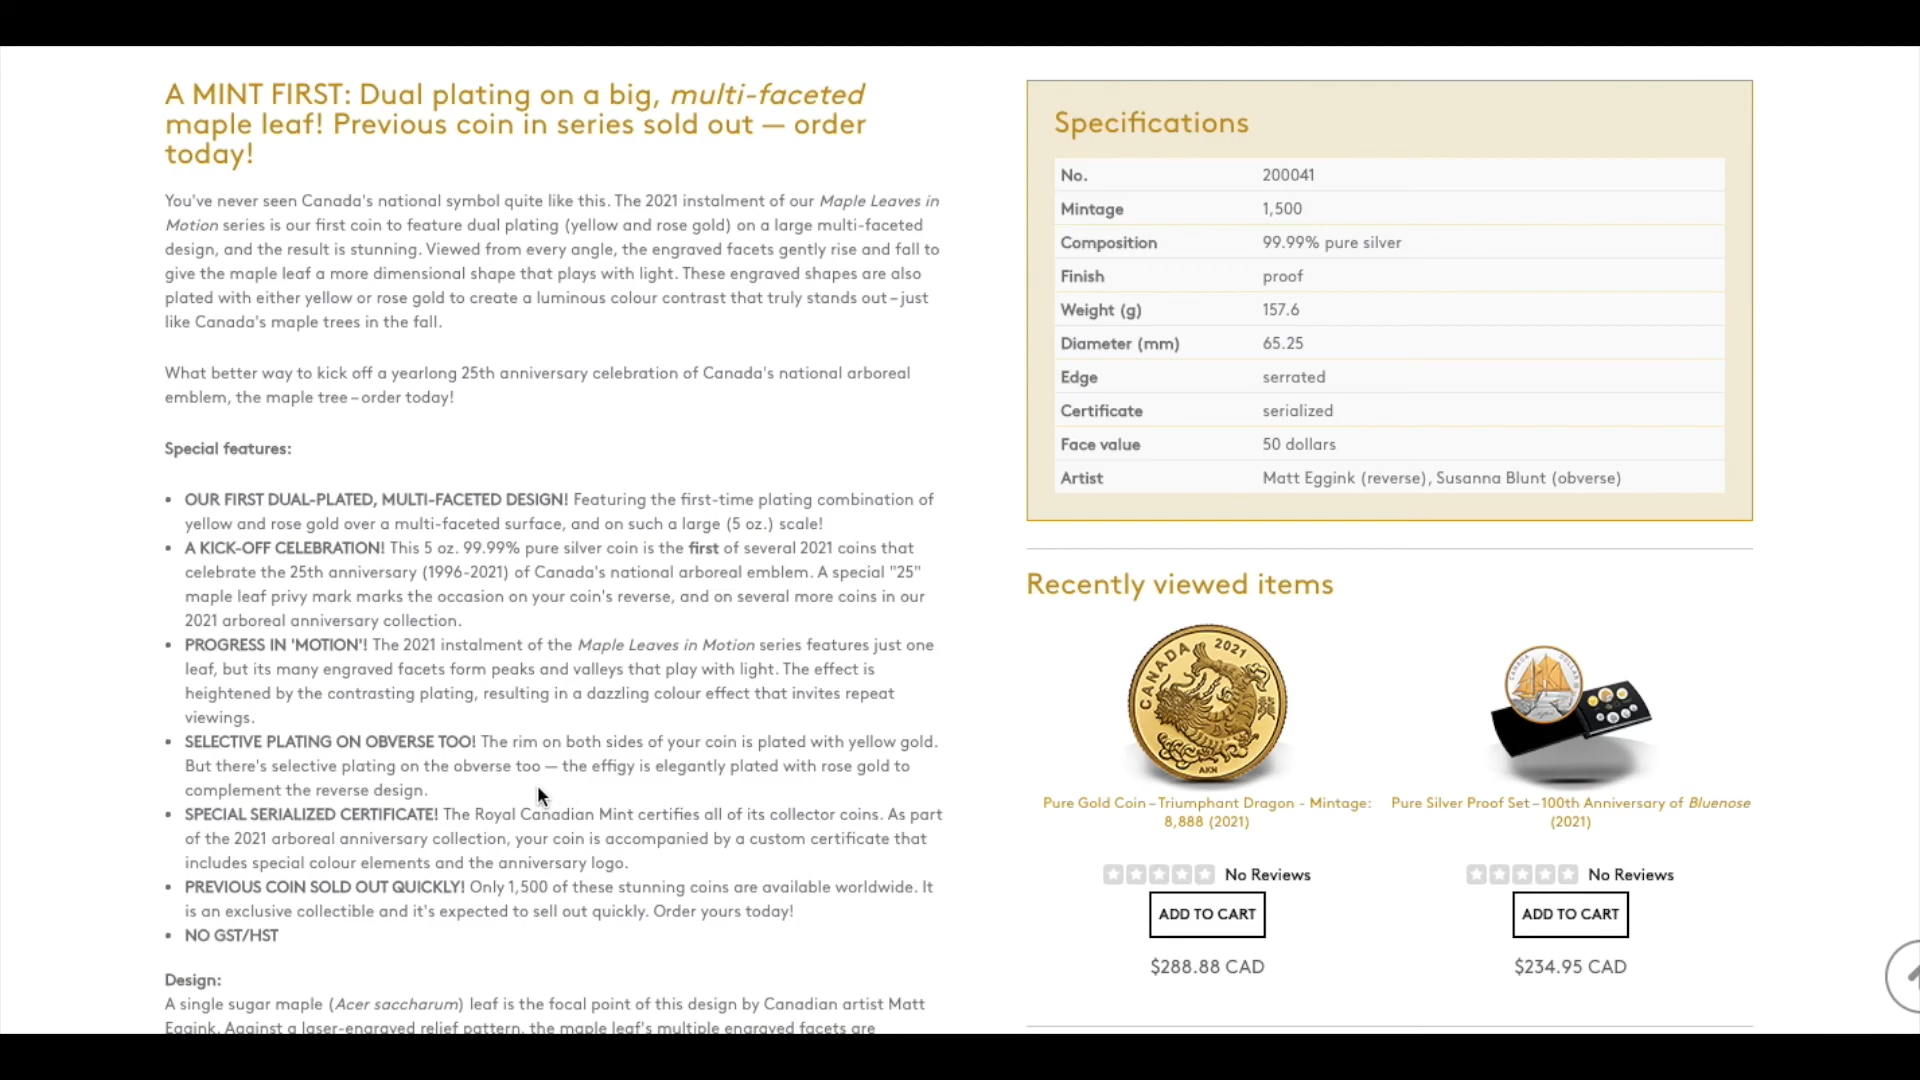 A MINT FIRST: Dual plating on a big, multi-faceted
maple leaf! Previous coin in series sold out — order
today!
You've never seen Canada's national symbol quite like this. The 2021 instalment of our Maple Leaves in
Motion series is our first coin to feature dual plating (yellow and rose gold) on a large multi-faceted
design, and the result is stunning. Viewed from every angle, the engraved facets gently rise and fall to
give the maple leaf a more dimensional shape that plays with light. These engraved shapes are also
plated with either yellow or rose gold to create a luminous colour contrast that truly stands out – just
like Canada's maple trees in the fall.
What better way to kick off a yearlong 25th anniversary celebration of Canada's national arboreal
emblem, the maple tree – order today!
Special features:
• OUR FIRST DUAL-PLATED, MULTI-FACETED DESIGN! Featuring the first-time plating combination of
yellow and rose gold over a multi-faceted surface, and on such a large (5 oz.) scale!
• A KICK-OFF CELEBRATION! This 5 oz. 99.99% pure silver coin is the first of several 2021 coins that
celebrate the 25th anniversary (1996-2021) of Canada's national arboreal emblem. A special "25"
maple leaf privy mark marks the occasion on your coin's reverse, and on several more coins in our
2021 arboreal anniversary collection.
• PROGRESS IN 'MOTION'! The 2021 instalment of the Maple Leaves in Motion series features just one
leaf, but its many engraved facets form peaks and valleys that play with light. The effect is
heightened by the contrasting plating, resulting in a dazzling colour effect that invites repeat
viewings.
• SELECTIVE PLATING ON OBVERSE TOO! The rim on both sides of your coin is plated with yellow gold.
But there's selective plating on the obverse too — the effigy is elegantly plated with rose gold to
complement the reverse design.
• SPECIAL SERIALIZED CERTIFICATE! The Royal Canadian Mint certifies all of its collector coins. As part
of the 2021 arboreal anniversary collection, your coin is accompanied by a custom certificate that
includes special colour elements and the anniversary logo.
• PREVIOUS COIN SOLD OUT QUICKLY! Only 1,500 of these stunning coins are available worldwide. It
is an exclusive collectible and it's expected to sell out quickly. Order yours today!
• NO GST/HST
Design:
A single sugar maple (Acer saccharum) leaf is the focal point of this design by Canadian artist Matt
Eggink. Against a laser-engraved relief pattern, the maple leaf's multiple engraved facets are
Specifications
No. 200041
Mintage 1,500
Composition 99.99% pure silver
Finish proof
Weight (g) 157.6
Diameter (mm) 65.25
Edge serrated
Certificate serialized
Face value 50 dollars
Artist Matt Eggink (reverse), Susanna Blunt (obverse)
Recently viewed items
CANADA 2021
Pure Gold Coin – Triumphant Dragon - Mintage:
8,888 (2021)
No Reviews
ADD TO CART
$288.88 CAD
Pure Silver Proof Set – 100th Anniversary of Bluenose
(2021)
No Reviews
ADD TO CART
$234.95 CAD